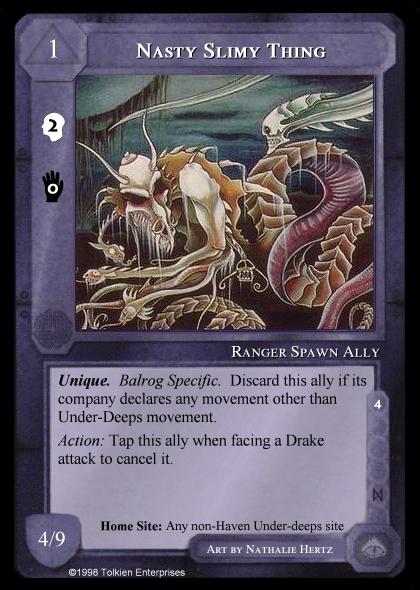 1
NASTY SLIMY THING
2
0
RANGER SPAWN ALLY
Unique. Balrog Specific. Discard this ally if its
company declares any movement other than
Under-Deeps movement.
4
Action: Tap this ally when facing a Drake
attack to cancel it.
Home Site: Any non-Haven Under-deeps site
4/9
ART BY NATHALIE HERTZ
©1998 Tolkien Enterprises